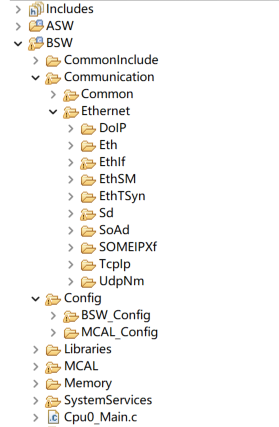 Includes
ASW
BSW
CommonInclude
Communication
Common
Ethernet
DoIP
Eth
EthIf
EthSM
EthTSyn
Sd
SoAd
SOMEIPXf
TcpIp
UdpNm
Config
BSW_Config
MCAL_Config
Libraries
MCAL
Memory
SystemServices
Cpu0_Main.c